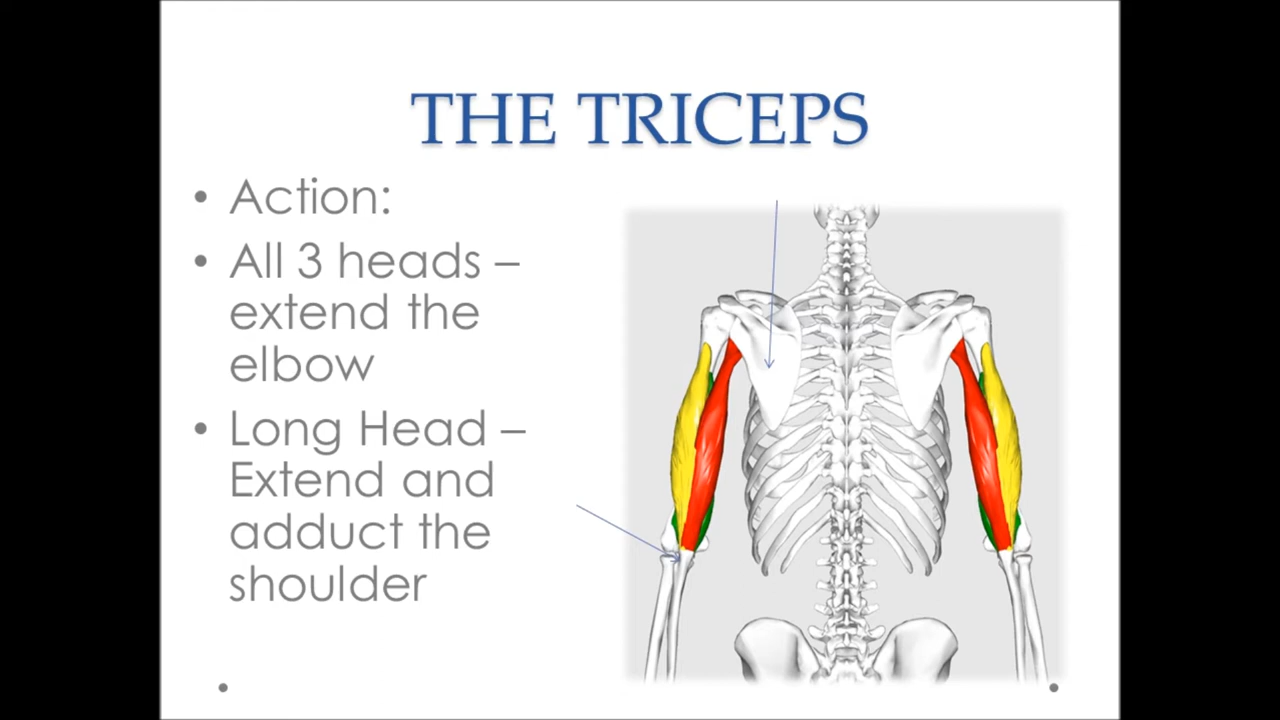 THE TRICEPS
• Action:
• All 3 heads –
extend the
elbow
• Long Head –
Extend and
adduct the
shoulder